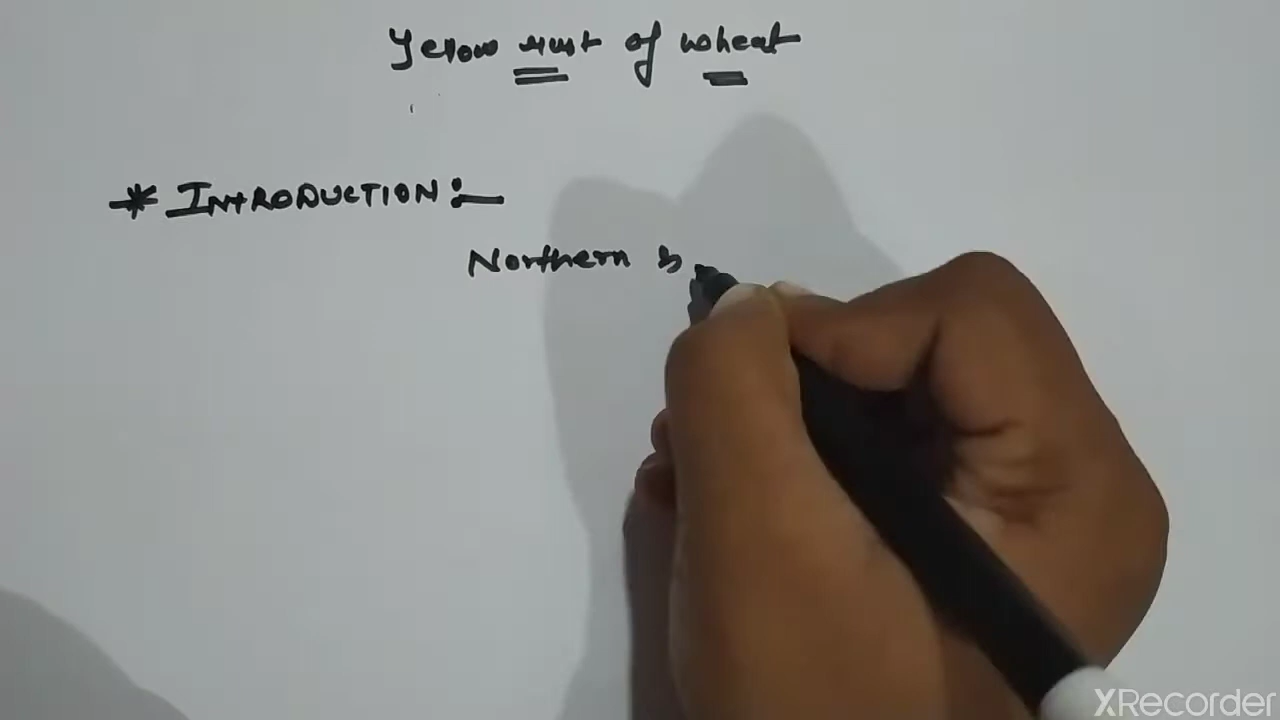 Yellow rust of wheat
* INTRODUCTION :-
Northern
XRecorder